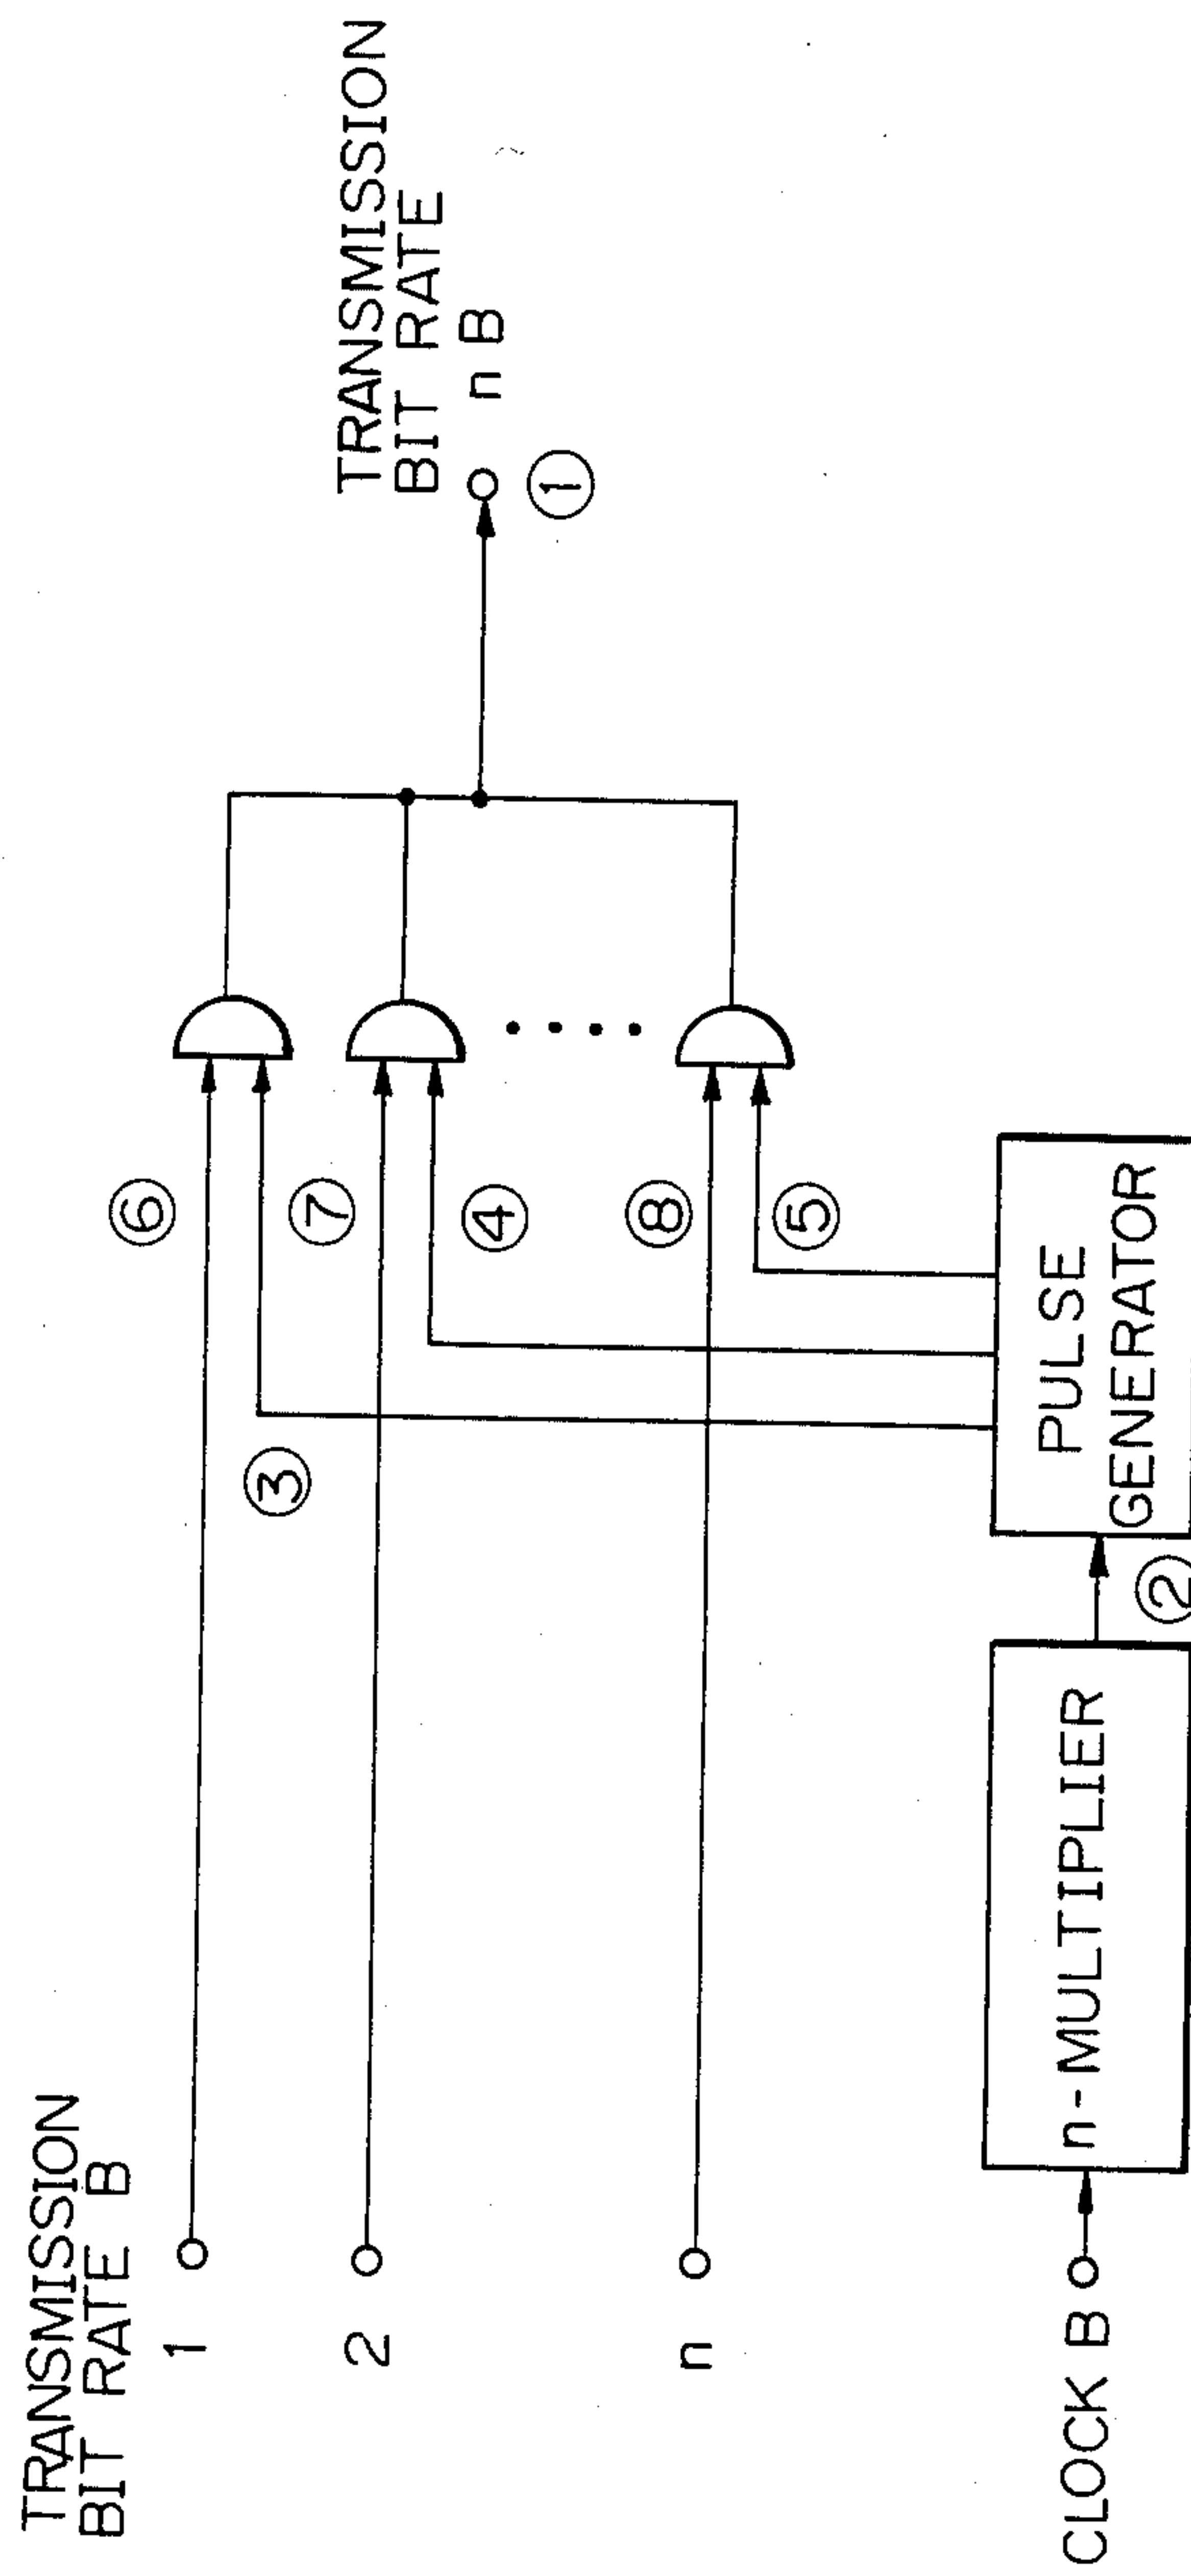 TRANSMISSION
BIT RATE B
1
2
n
CLOCK B
n-MULTIPLIER
②
PULSE
GENERATOR
③
⑥
⑦
④
⑧
⑤
TRANSMISSION
BIT RATE
n B
①